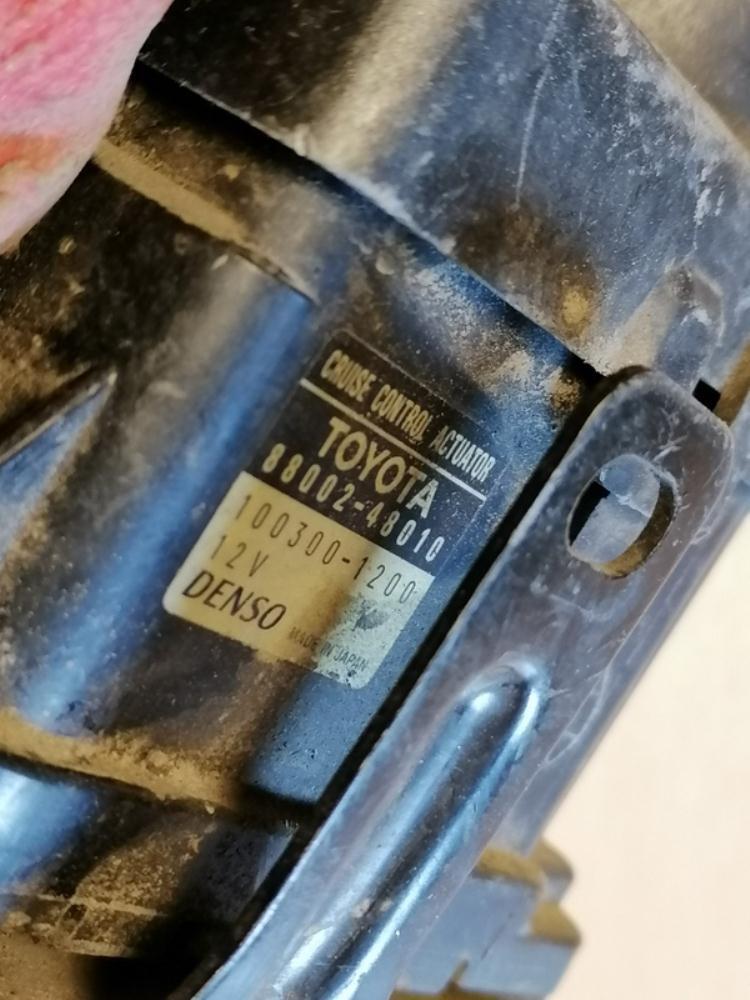 CRUISE CONTROL ACTUATOR
TOYOTA
88002-48010
100300-1200
12V
DENSO
MADE IN JAPAN